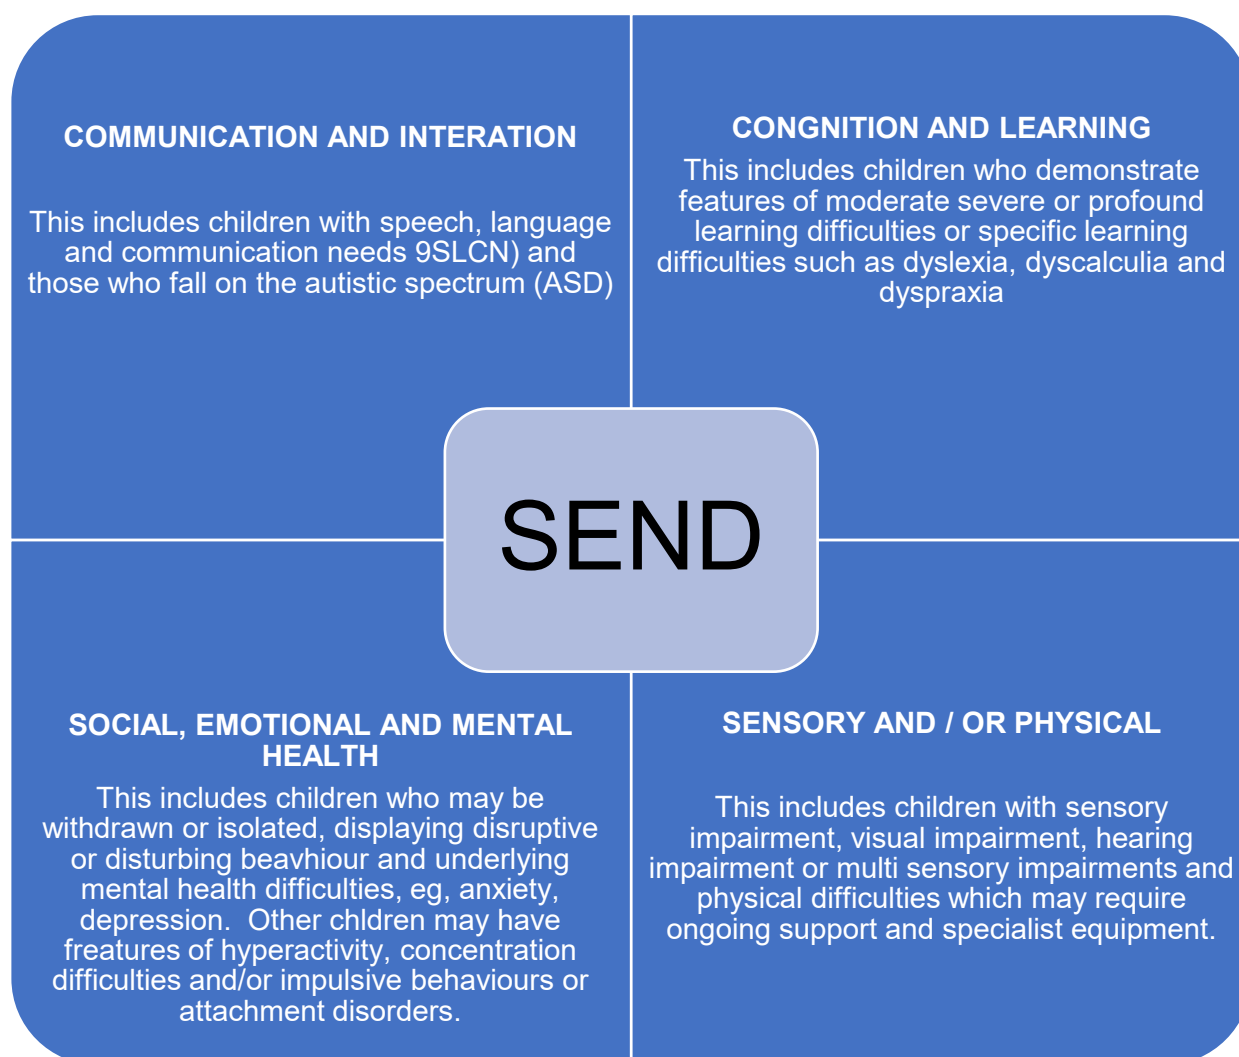 COMMUNICATION AND INTERATION
This includes children with speech, language
and communication needs 9SLCN) and
those who fall on the autistic spectrum (ASD)
CONGNITION AND LEARNING
This includes children who demonstrate
features of moderate severe or profound
learning difficulties or specific learning
difficulties such as dyslexia, dyscalculia and
dyspraxia
SEND
SOCIAL, EMOTIONAL AND MENTAL
HEALTH
This includes children who may be
withdrawn or isolated, displaying disruptive
or disturbing beavhiour and underlying
mental health difficulties, eg, anxiety,
depression.  Other chldren may have
freatures of hyperactivity, concentration
difficulties and/or impulsive behaviours or
attachment disorders.
SENSORY AND / OR PHYSICAL
This includes children with sensory
impairment, visual impairment, hearing
impairment or multi sensory impairments and
physical difficulties which may require
ongoing support and specialist equipment.